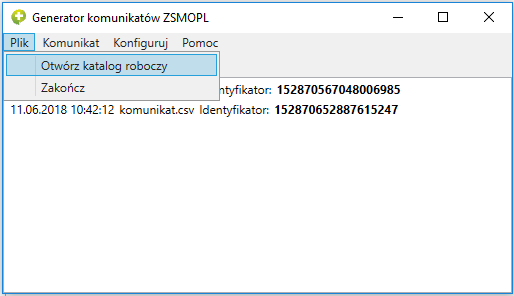 Generator komunikatów ZSMOPL
Plik Komunikat Konfiguruj Pomoc
Otwórz katalog roboczy
Zakończ
Identyfikator: 152870567048006985
11.06.2018 10:42:12 komunikat.csv Identyfikator: 152870652887615247